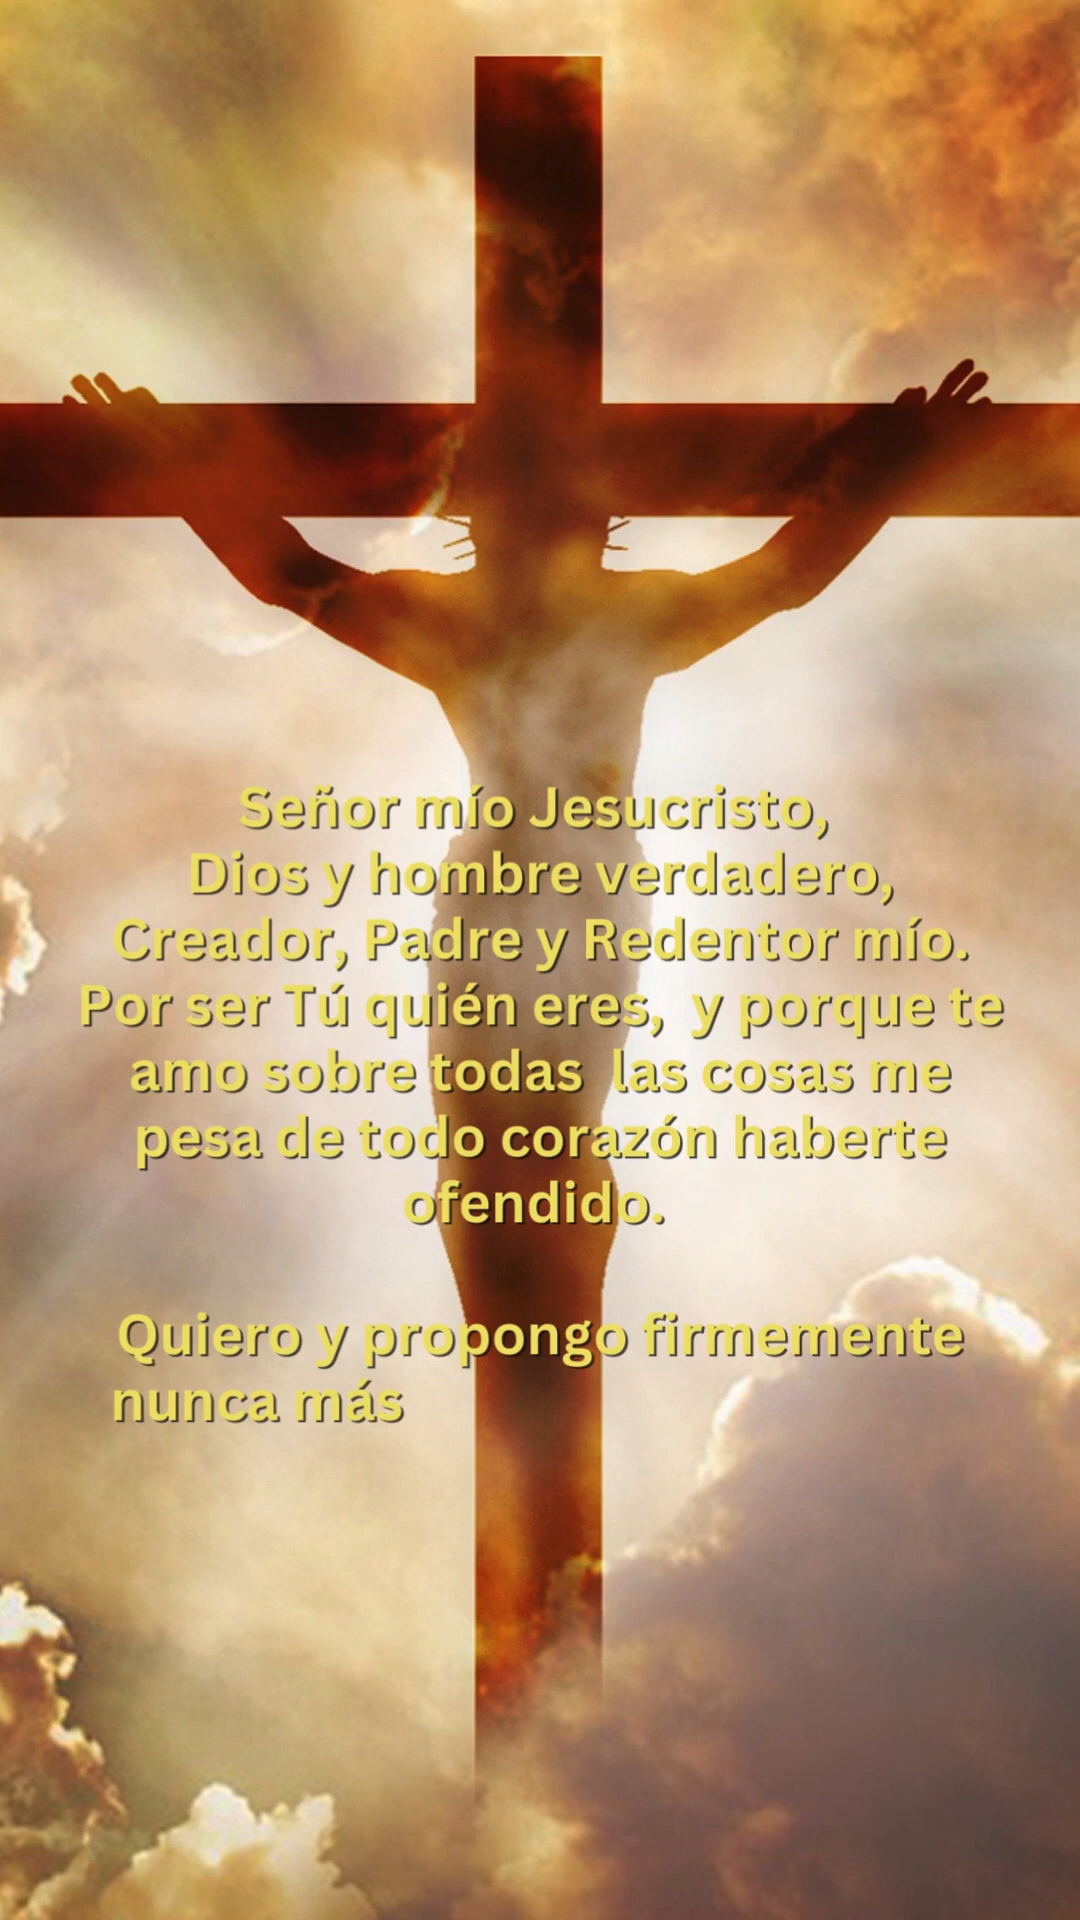 Señor mío Jesucristo,
Dios y hombre verdadero,
Creador, Padre y Redentor mío.
Por ser Tú quién eres,  y porque te
amo sobre todas  las cosas me
pesa de todo corazón haberte
ofendido.
Quiero y propongo firmemente
nunca más